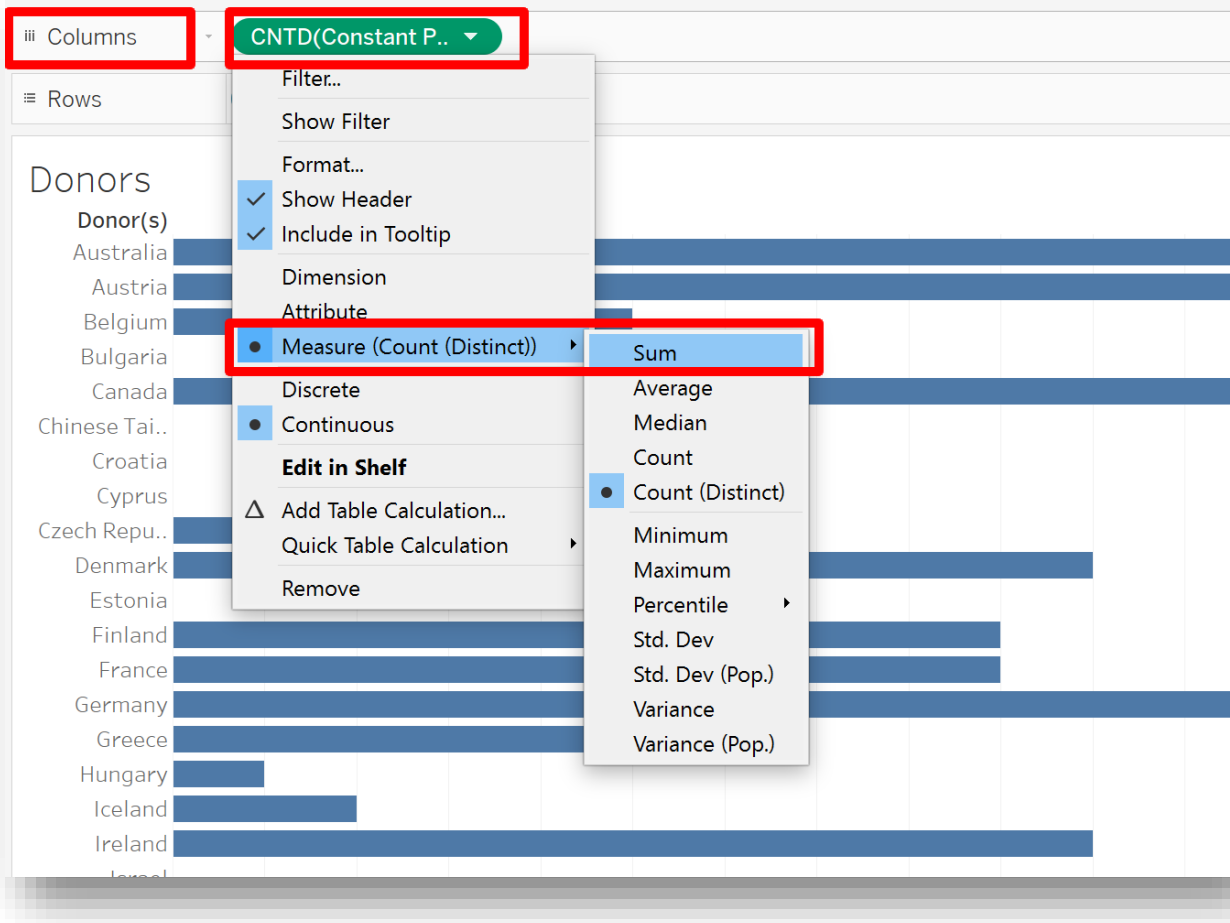 Columns
CNTD(Constant P..
Rows
Filter...
Show Filter
Format...
Show Header
Include in Tooltip
Dimension
Attribute
Measure (Count (Distinct))
Discrete
Continuous
Edit in Shelf
Add Table Calculation...
Quick Table Calculation
Remove
Sum
Average
Median
Count
Count (Distinct)
Minimum
Maximum
Percentile
Std. Dev
Std. Dev (Pop.)
Variance
Variance (Pop.)
Donors
Donor(s)
Australia
Austria
Belgium
Bulgaria
Canada
Chinese Tai..
Croatia
Cyprus
Czech Repu..
Denmark
Estonia
Finland
France
Germany
Greece
Hungary
Iceland
Ireland
Israel